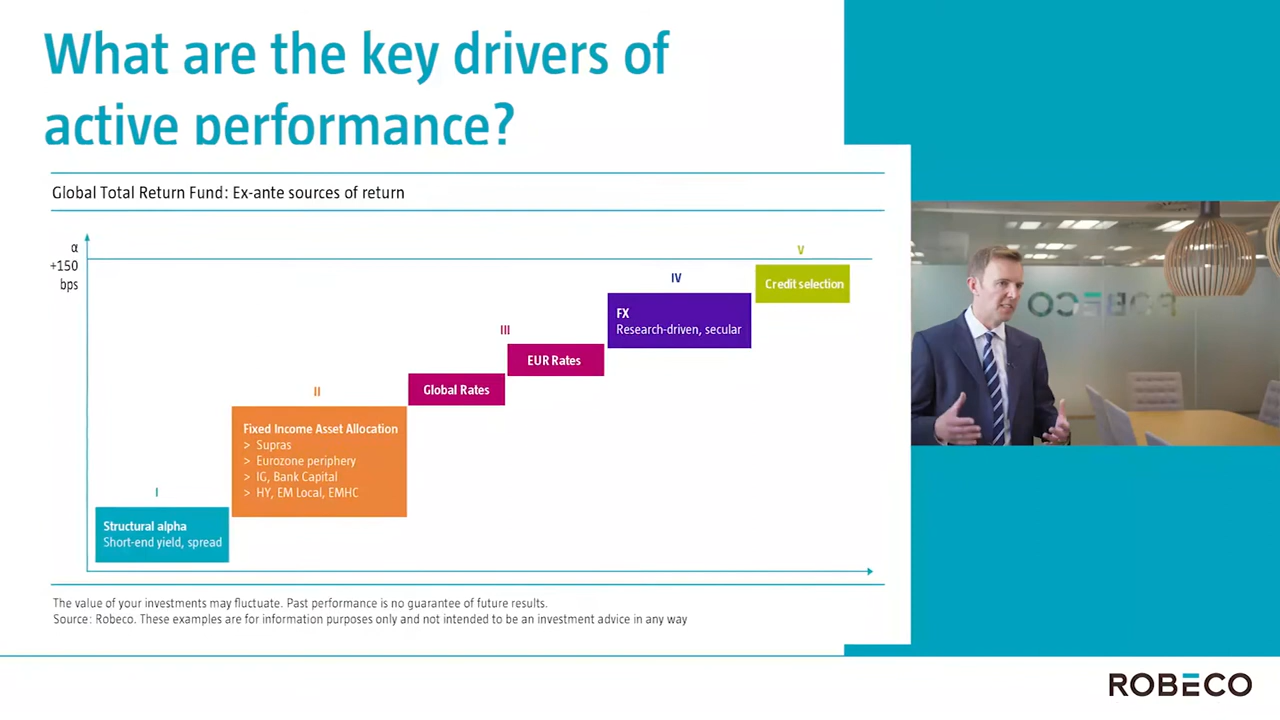 What are the key drivers of
active performance?
Global Total Return Fund: Ex-ante sources of return
α
+150
bps
I
Structural alpha
Short-end yield, spread
II
Fixed Income Asset Allocation
> Supras
> Eurozone periphery
> IG, Bank Capital
> HY, EM Local, EMHC
III
Global Rates
EUR Rates
IV
FX
Research-driven, secular
V
Credit selection
The value of your investments may fluctuate. Past performance is no guarantee of future results.
Source: Robeco. These examples are for information purposes only and not intended to be an investment advice in any way
ROBECO
ROBECO